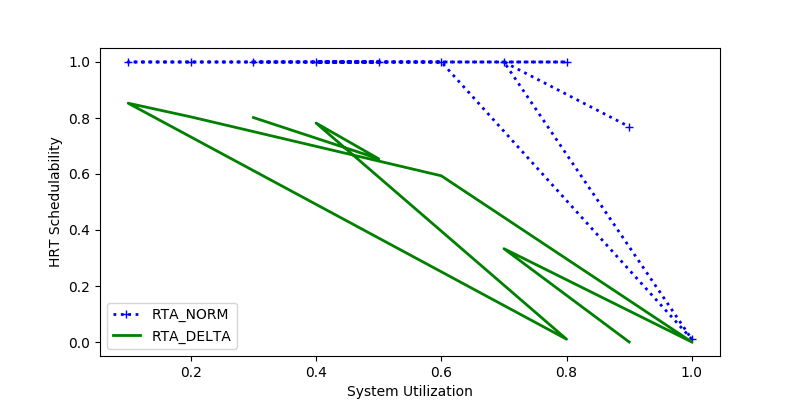 1.0
0.8
0.6
0.4
0.2
0.0
HRT Schedulability
RTA_NORM
RTA_DELTA
0.2 0.4 0.6 0.8 1.0
System Utilization